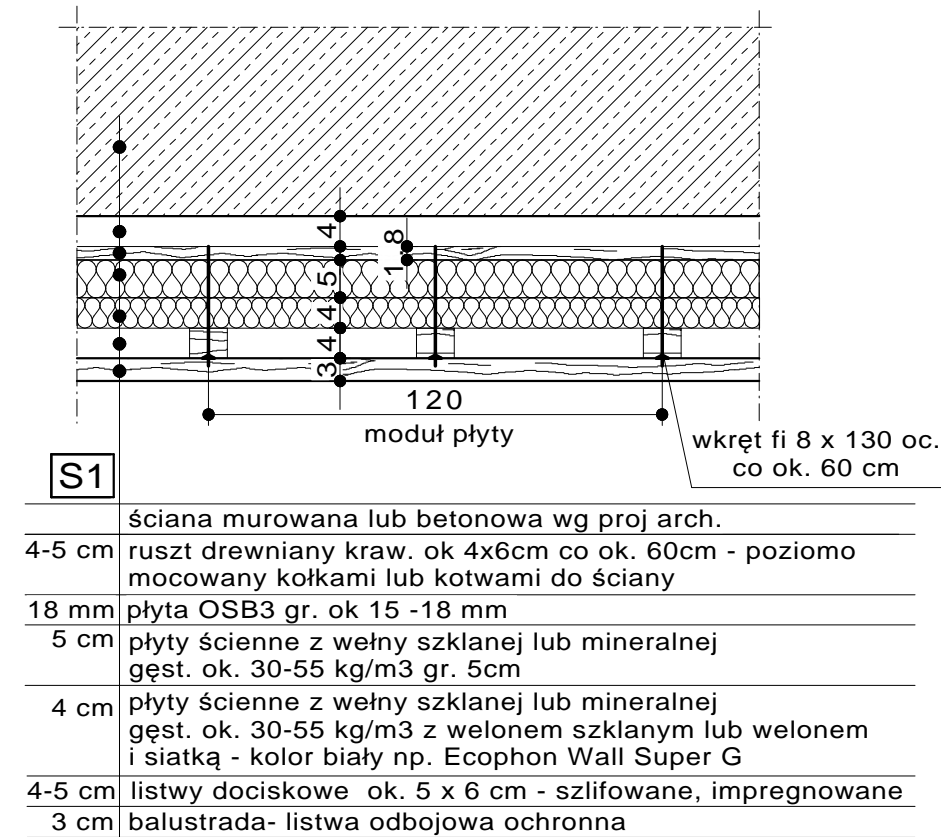 4
1.8
5
4
4
3
120
moduł płyty
wkręt fi 8 x 130 oc.
co ok. 60 cm
S1
ściana murowana lub betonowa wg proj arch.
4-5 cm ruszt drewniany kraw. ok 4x6cm co ok. 60cm - poziomo
mocowany kołkami lub kotwami do ściany
18 mm płyta OSB3 gr. ok 15 -18 mm
5 cm płyty ścienne z wełny szklanej lub mineralnej
gęst. ok. 30-55 kg/m3 gr. 5cm
4 cm płyty ścienne z wełny szklanej lub mineralnej
gęst. ok. 30-55 kg/m3 z welonem szklanym lub welonem
i siatką - kolor biały np. Ecophon Wall Super G
4-5 cm listwy dociskowe ok. 5 x 6 cm - szlifowane, impregnowane
3 cm balustrada- listwa odbojowa ochronna